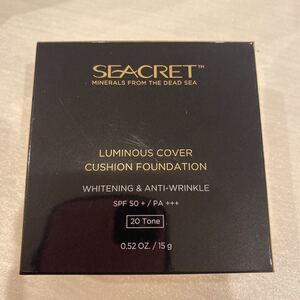 SEACRET™
MINERALS FROM THE DEAD SEA
LUMINOUS COVER
CUSHION FOUNDATION
WHITENING & ANTI-WRINKLE
SPF 50 + / PA +++
20 Tone
0.52 OZ. / 15 g